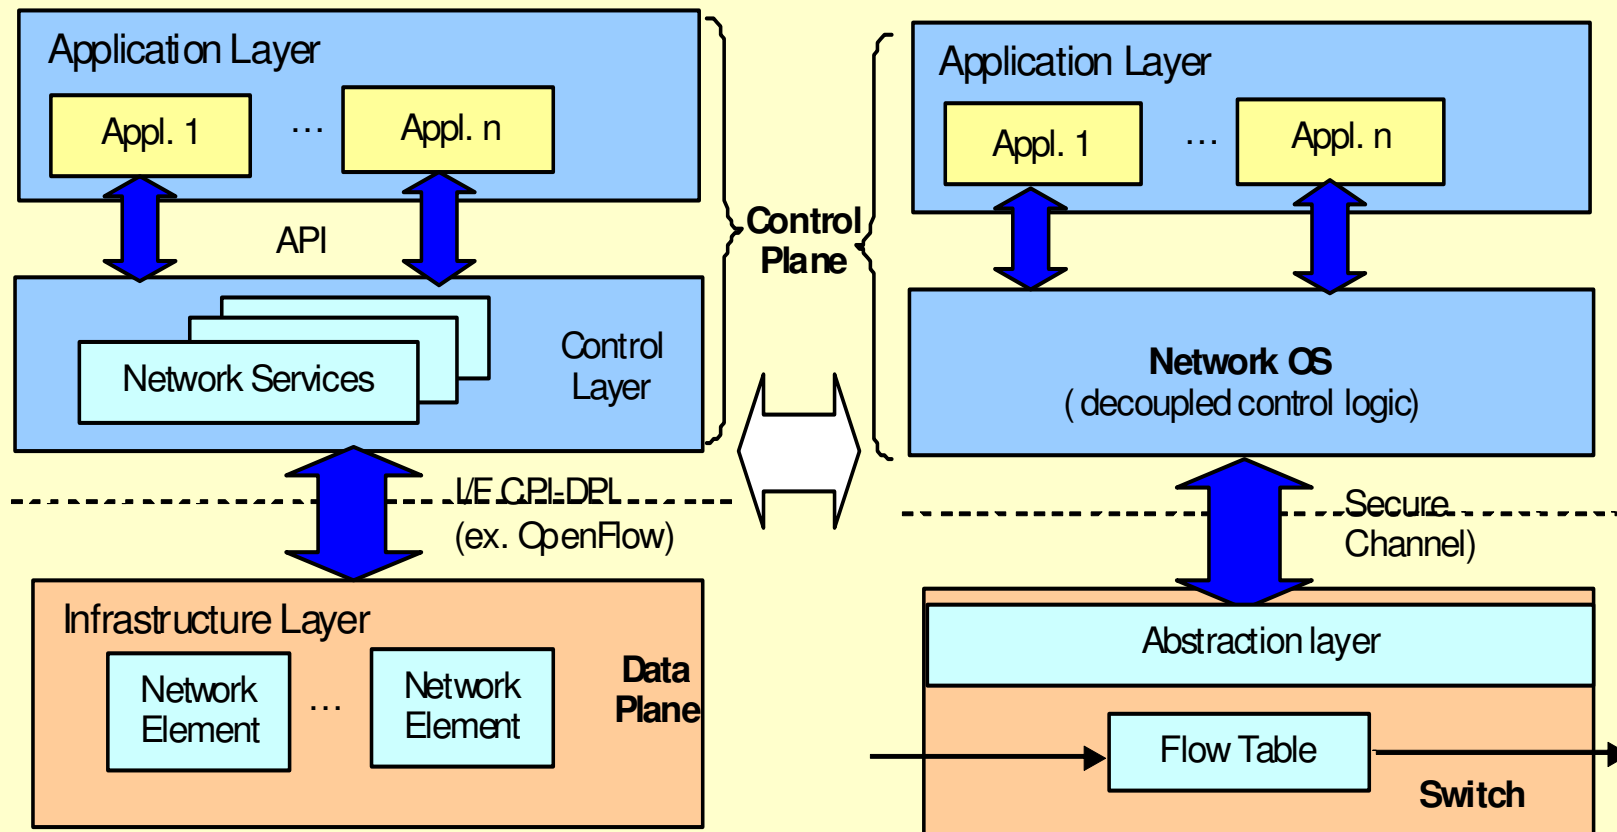 Application Layer
Appl. 1
...
Appl. n
API
Network Services
Control
Layer
I/F CPI-DPI
(ex. OpenFlow)
Infrastructure Layer
Network
Element
...
Network
Element
Data
Plane
Control
Plane
Application Layer
Appl. 1
...
Appl. n
Network OS
( decoupled control logic)
Secure
Channel)
Abstraction layer
Flow Table
Switch